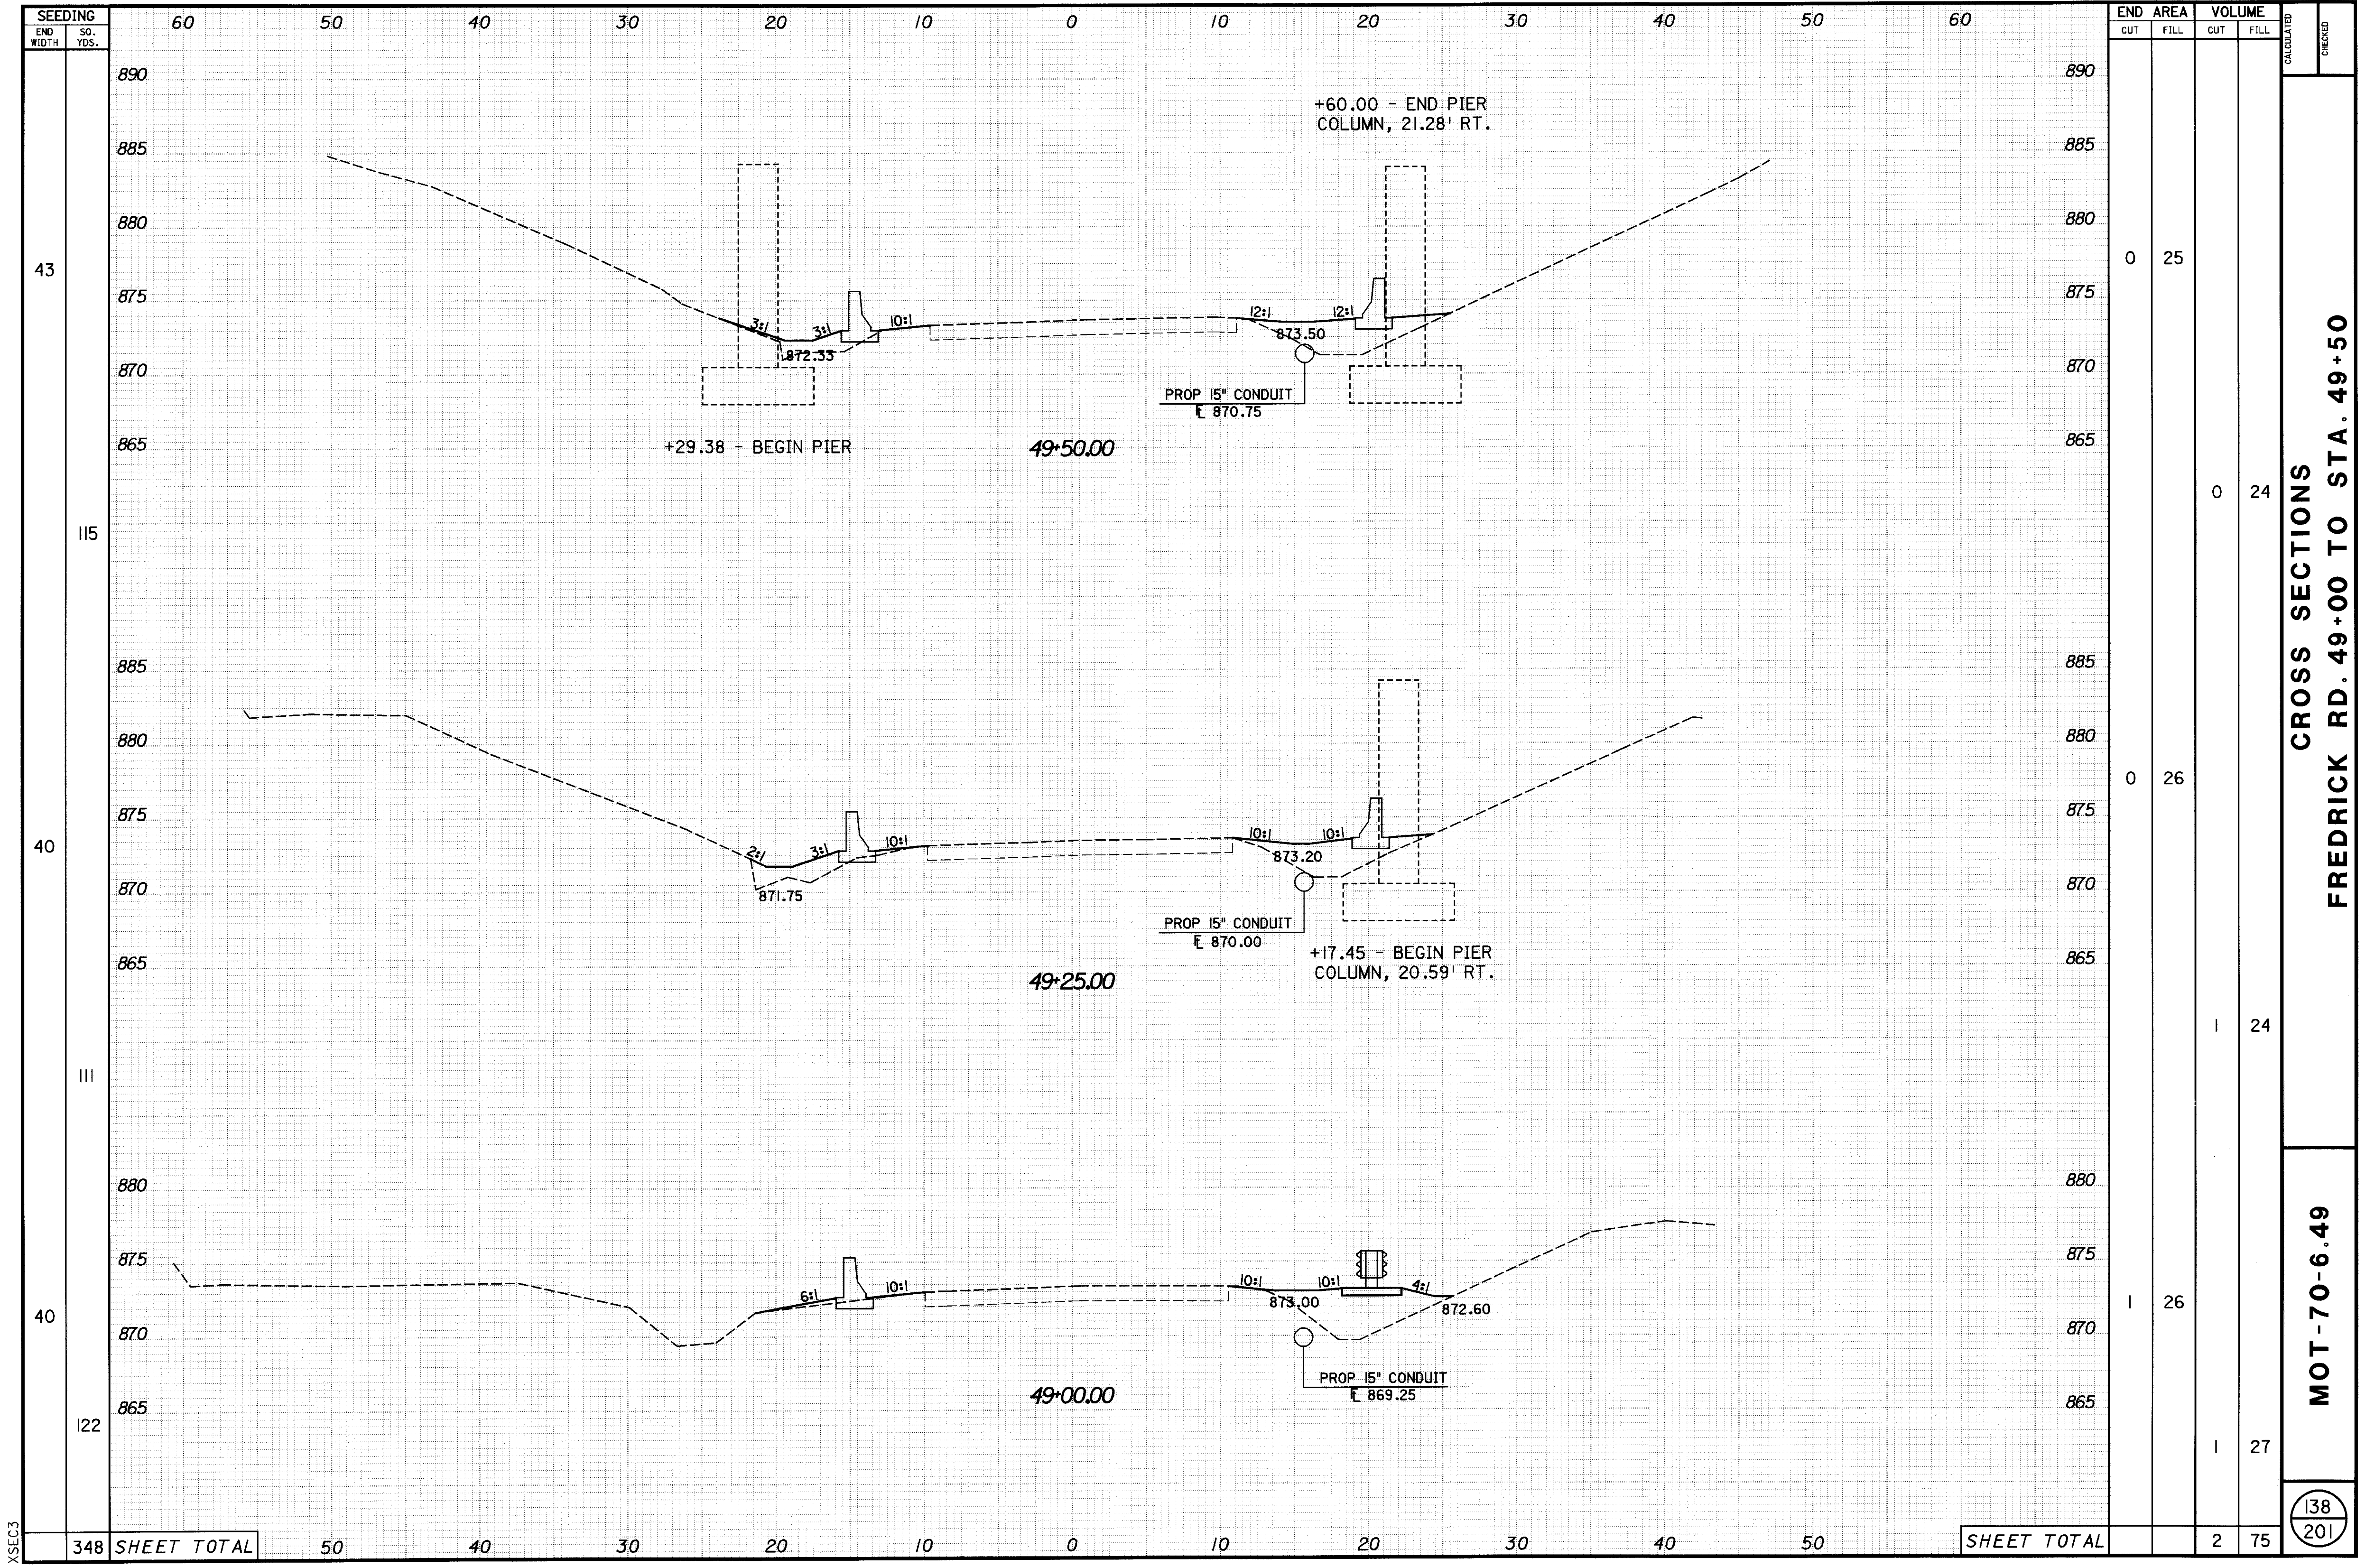 SEEDING
END WIDTH
SO. YDS.
60 50 40 30 20 10 0 10 20 30 40 50 60
END AREA
VOLUME
CUT FILL CUT FILL
CALCULATED
CHECKED
890 890
+60.00 - END PIER
COLUMN, 21.28' RT.
885 885
880 880
43
0 25
875 875
3:1 3:1 10:1 12:1 12:1
872.33
873.50
870 870
PROP 15" CONDUIT
℄ 870.75
+29.38 - BEGIN PIER
865 865
49+50.00
0 24
115
885 885
880 880
0 26
875 875
40
2:1 3:1 10:1 10:1 10:1
873.20
871.75
870 870
PROP 15" CONDUIT
℄ 870.00
+17.45 - BEGIN PIER
COLUMN, 20.59' RT.
865 865
49+25.00
1 24
111
880 880
875 875
6:1 10:1 10:1 10:1 4:1
873.00
872.60
40
1 26
870 870
PROP 15" CONDUIT
℄ 869.25
49+00.00
865 865
122
1 27
348 SHEET TOTAL
50 40 30 20 10 0 10 20 30 40 50
SHEET TOTAL
2 75
XSEC3
CROSS SECTIONS
FREDRICK RD. 49+00 TO STA. 49+50
MOT-70-6.49
138
201